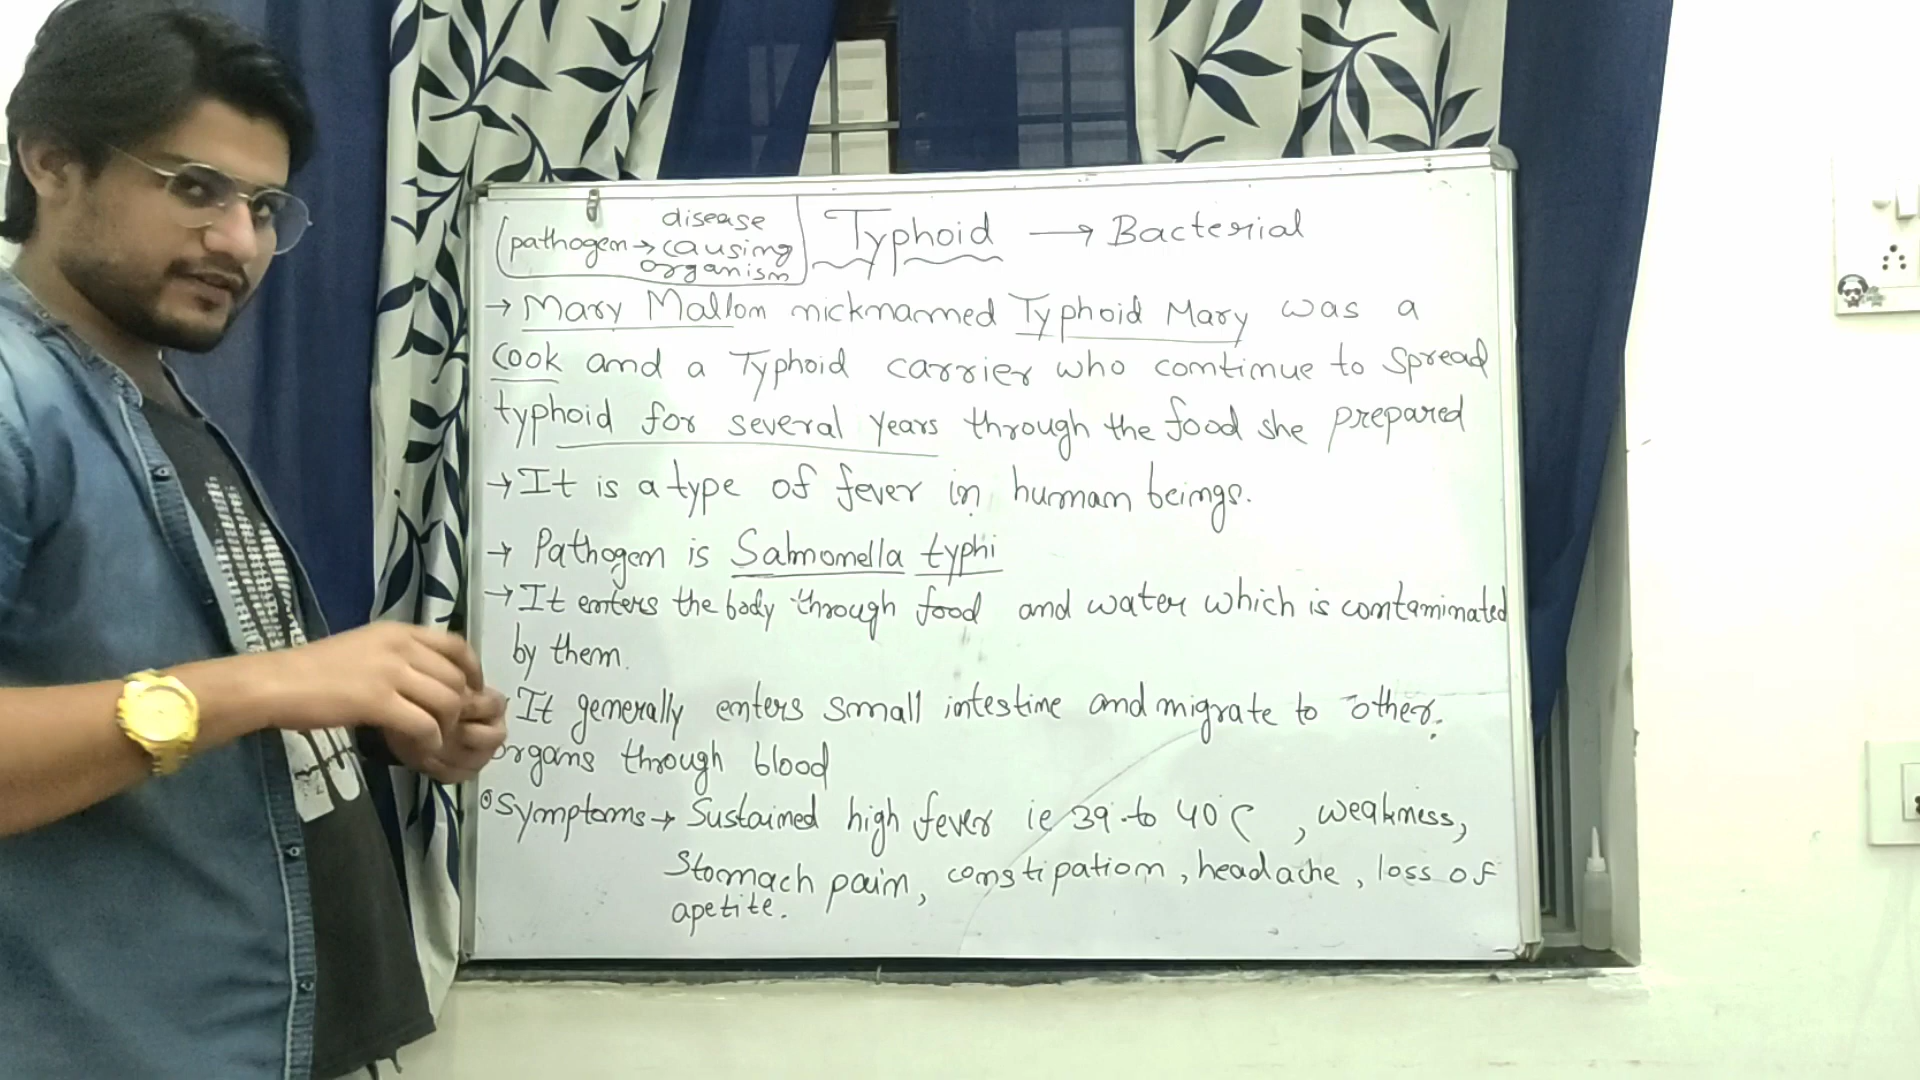 disease
pathogen → causing
organism
Typhoid → Bacterial
→ Mary Mallon nickmanned Typhoid Mary was a
cook and a Typhoid carrier who continue to spread
typhoid for several years through the food she prepared
→ It is a type of fever in human beings.
→ Pathogen is Salmonella typhi
→ It enters the body through food and water which is contaminated
by them.
It generally enters small intestine and migrate to other.
organs through blood
Symptoms → Sustained high fever ie 39 to 40°C , weakness,
Stomach pain, constipation, headache, loss of
apetite.